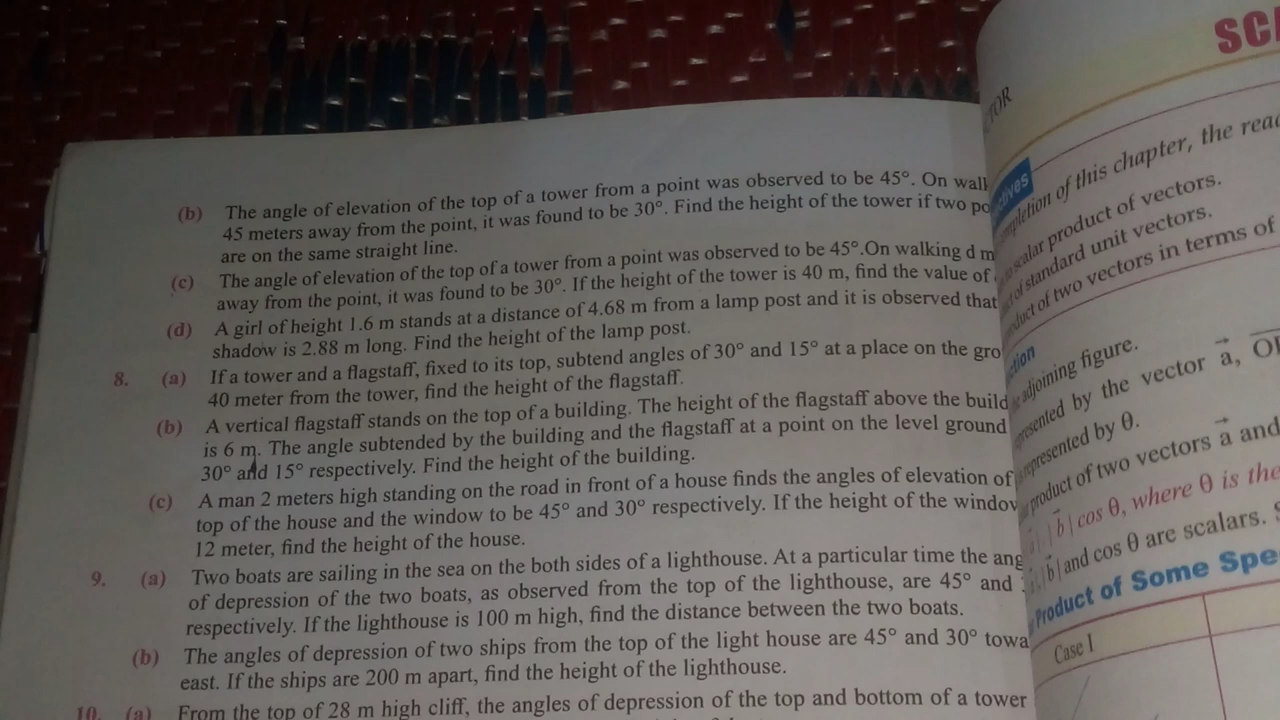 (b) The angle of elevation of the top of a tower from a point was observed to be 45°. On walk
45 meters away from the point, it was found to be 30°. Find the height of the tower if two po
are on the same straight line.
(c) The angle of elevation of the top of a tower from a point was observed to be 45°.On walking d m
away from the point, it was found to be 30°. If the height of the tower is 40 m, find the value of
(d) A girl of height 1.6 m stands at a distance of 4.68 m from a lamp post and it is observed that
shadow is 2.88 m long. Find the height of the lamp post.
8. (a) If a tower and a flagstaff, fixed to its top, subtend angles of 30° and 15° at a place on the gro
40 meter from the tower, find the height of the flagstaff.
(b) A vertical flagstaff stands on the top of a building. The height of the flagstaff above the build
is 6 m. The angle subtended by the building and the flagstaff at a point on the level ground
30° and 15° respectively. Find the height of the building.
(c) A man 2 meters high standing on the road in front of a house finds the angles of elevation of
top of the house and the window to be 45° and 30° respectively. If the height of the window
12 meter, find the height of the house.
9. (a) Two boats are sailing in the sea on the both sides of a lighthouse. At a particular time the ang
of depression of the two boats, as observed from the top of the lighthouse, are 45° and
respectively. If the lighthouse is 100 m high, find the distance between the two boats.
(b) The angles of depression of two ships from the top of the light house are 45° and 30° towa
east. If the ships are 200 m apart, find the height of the lighthouse.
10. (a) From the top of 28 m high cliff, the angles of depression of the top and bottom of a tower
TOR
ctives
mpletion of this chapter, the rea
scalar product of vectors.
of standard unit vectors.
duct of two vectors in terms of
ction
adjoining figure.
presented by the vector a⃗,
represented by θ.
product of two vectors a⃗ and
|b⃗| cos θ, where θ is the
|b⃗| and cos θ are scalars.
Product of Some Spe
Case I